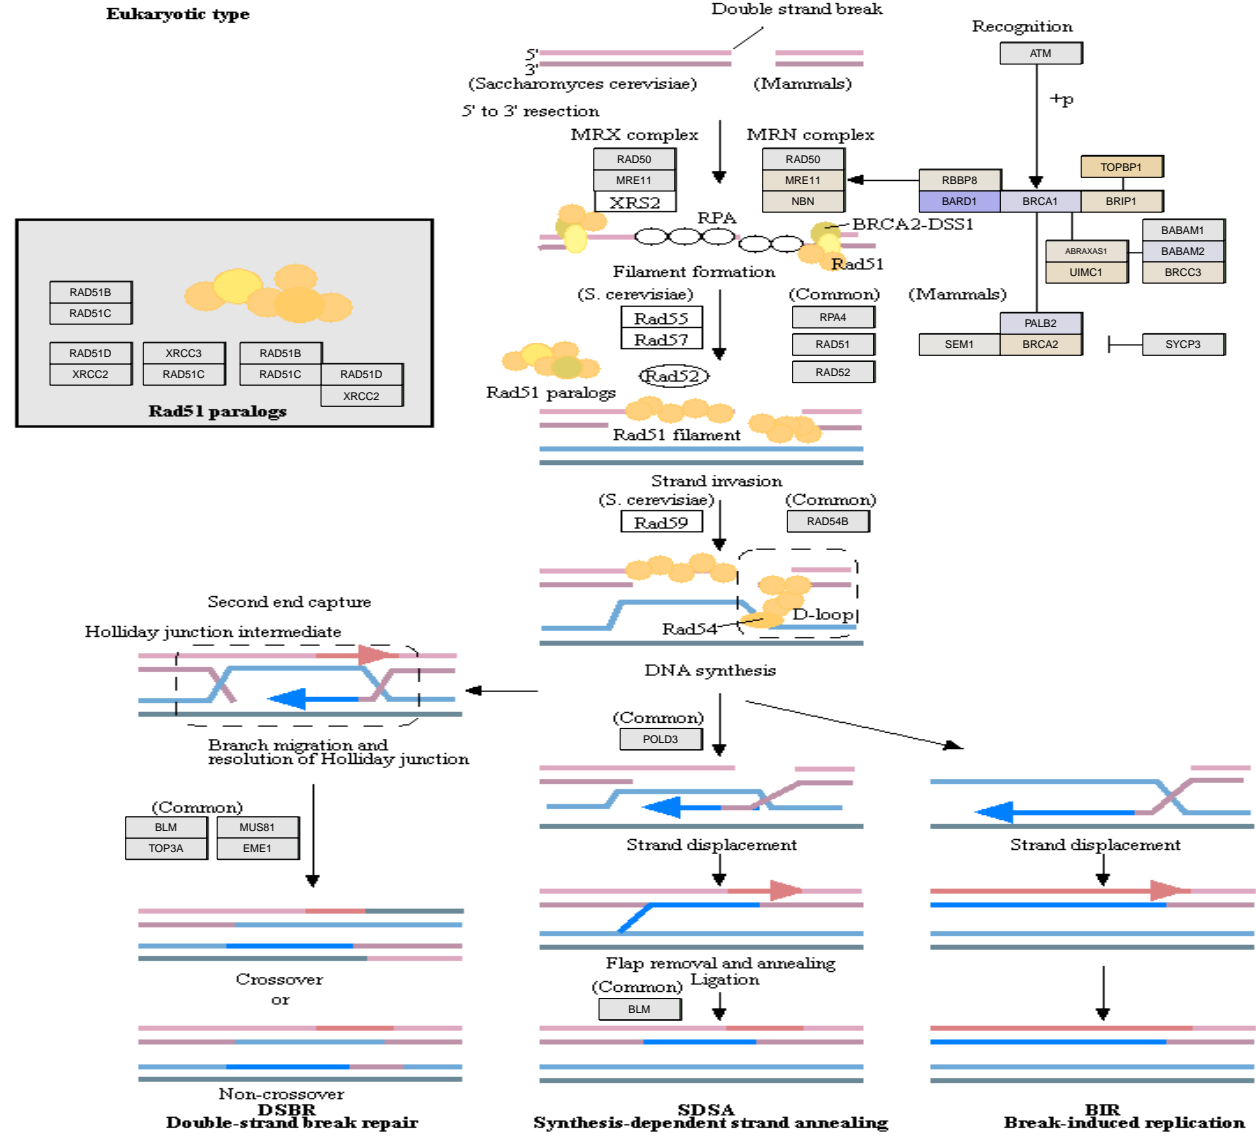 Eukaryotic type
Double strand break
Recognition
ATM
+p
5'
3'
(Saccharomyces cerevisiae)
(Mammals)
5' to 3' resection
MRX complex
MRN complex
RAD50
MRE11
XRS2
RAD50
MRE11
NBN
RBBP8
BARD1
BRCA1
TOPBP1
BRIP1
RPA
BRCA2-DSS1
Rad51
ABRAXAS1
UIMC1
BABAM1
BABAM2
BRCC3
Filament formation
(S. cerevisiae)
(Common)
(Mammals)
Rad55
Rad57
RPA4
RAD51
RAD52
PALB2
SEM1
BRCA2
SYCP3
Rad52
Rad51 paralogs
RAD51B
RAD51C
RAD51D
XRCC2
XRCC3
RAD51C
RAD51B
RAD51C
RAD51D
XRCC2
Rad51 paralogs
Rad51 filament
Strand invasion
(S. cerevisiae)
(Common)
Rad59
RAD54B
D-loop
Rad54
Second end capture
Holliday junction intermediate
DNA synthesis
(Common)
POLD3
Branch migration and
resolution of Holliday junction
(Common)
BLM
TOP3A
MUS81
EME1
Strand displacement
Strand displacement
Flap removal and annealing
Ligation
(Common)
BLM
Crossover
or
Non-crossover
DSBR
Double-strand break repair
SDSA
Synthesis-dependent strand annealing
BIR
Break-induced replication